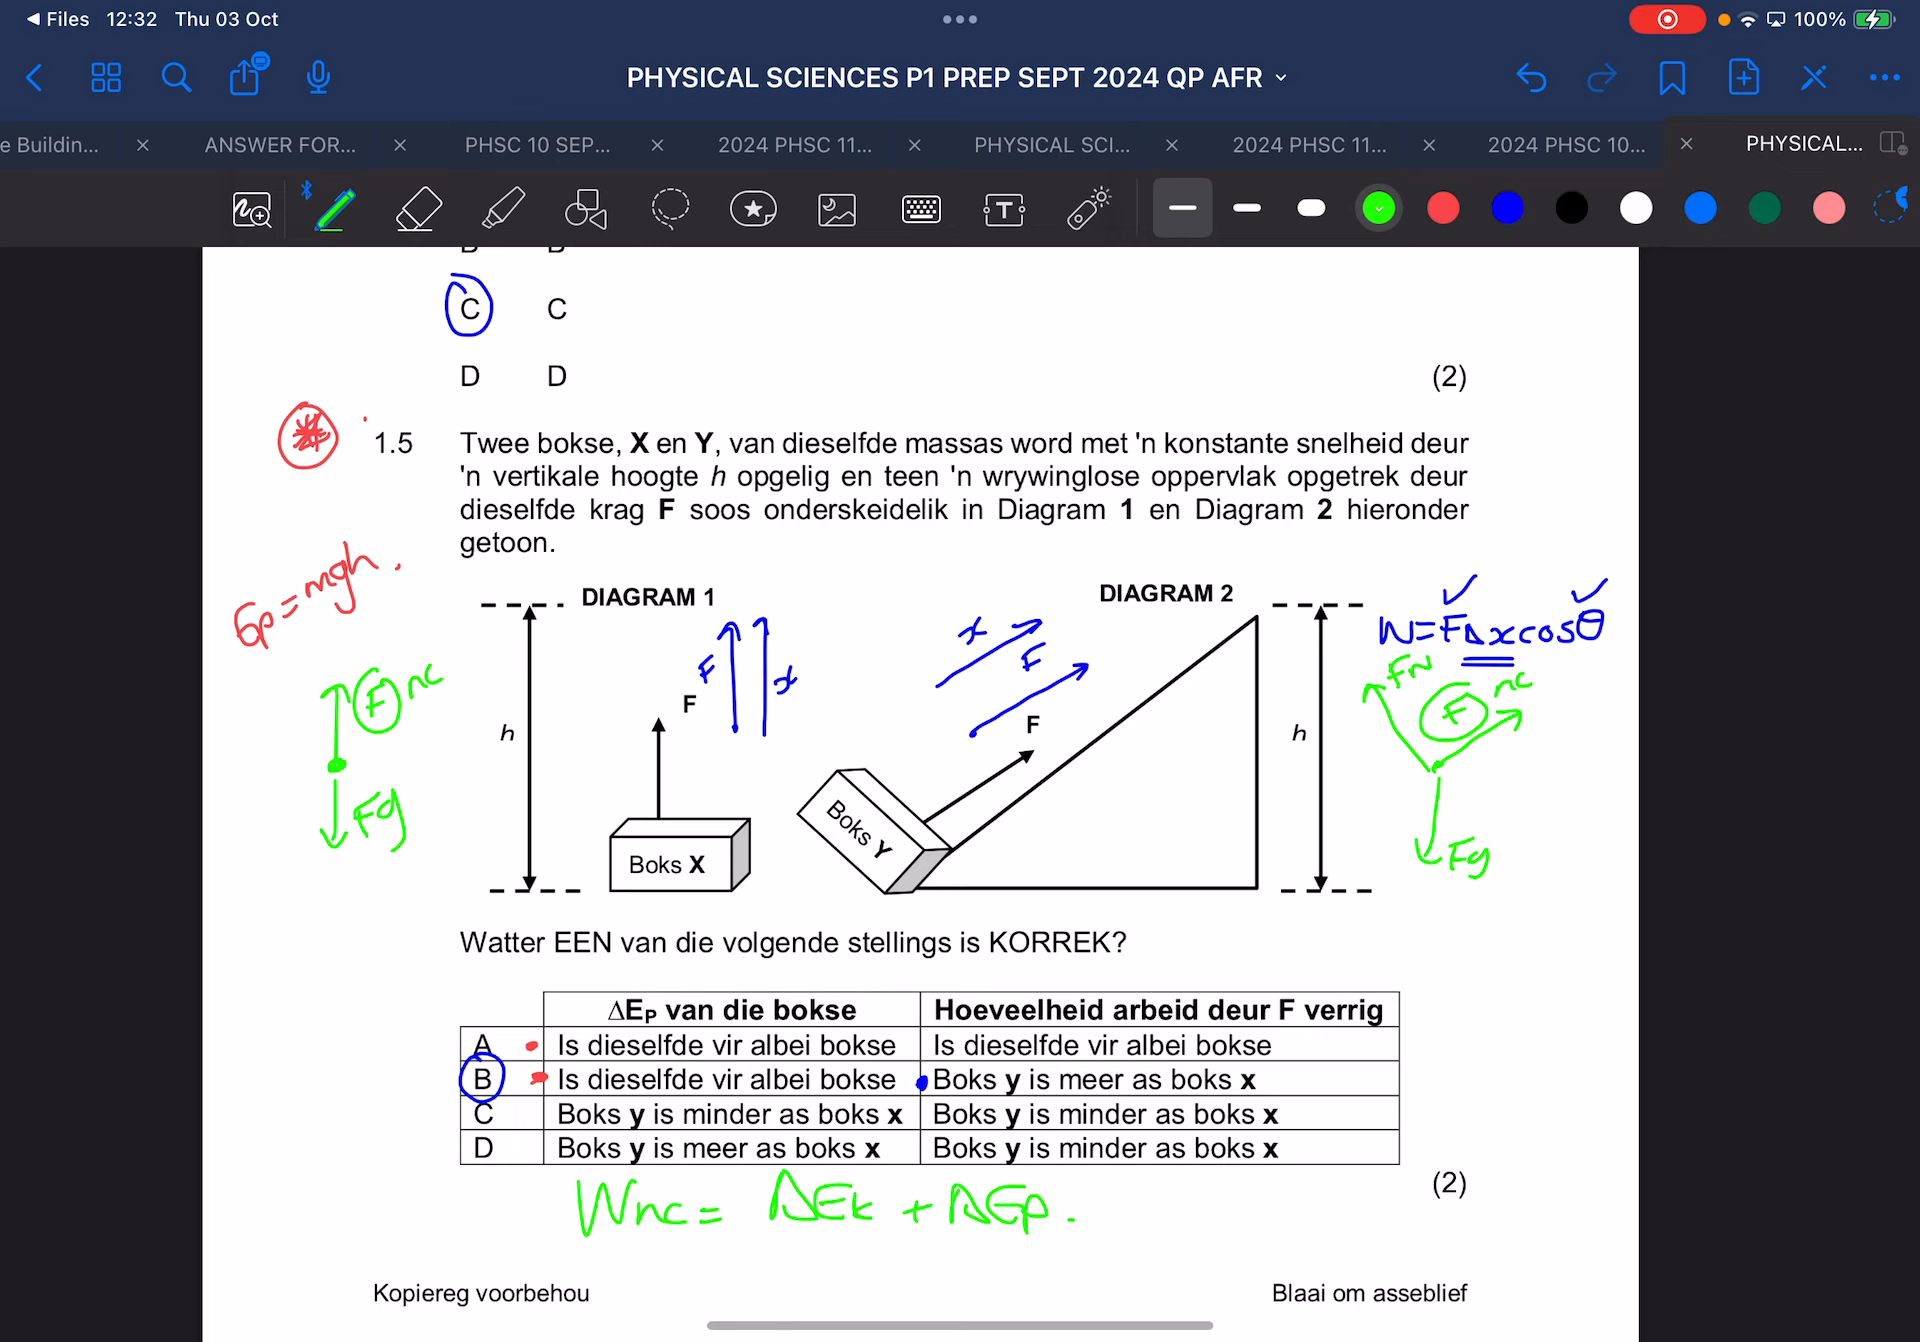 Files 12:32 Thu 03 Oct
100%
PHYSICAL SCIENCES P1 PREP SEPT 2024 QP AFR
e Buildin...
ANSWER FOR...
PHSC 10 SEP...
2024 PHSC 11...
PHYSICAL SCI...
2024 PHSC 11...
2024 PHSC 10...
PHYSICAL...
C C
D D (2)
1.5 Twee bokse, X en Y, van dieselfde massas word met 'n konstante snelheid deur
'n vertikale hoogte h opgelig en teen 'n wrywinglose oppervlak opgetrek deur
dieselfde krag F soos onderskeidelik in Diagram 1 en Diagram 2 hieronder
getoon.
Ep=mgh.
DIAGRAM 1
DIAGRAM 2
W=FΔxcosθ
F nc
Fg
h
F
F
x
Boks X
x
F
F
Boks Y
h
FN
F nc
Fg
Watter EEN van die volgende stellings is KORREK?
ΔEP van die bokse Hoeveelheid arbeid deur F verrig
A Is dieselfde vir albei bokse Is dieselfde vir albei bokse
B Is dieselfde vir albei bokse Boks y is meer as boks x
C Boks y is minder as boks x Boks y is minder as boks x
D Boks y is meer as boks x Boks y is minder as boks x
(2)
Wnc = ΔEk + ΔEp.
Kopiereg voorbehou Blaai om asseblief